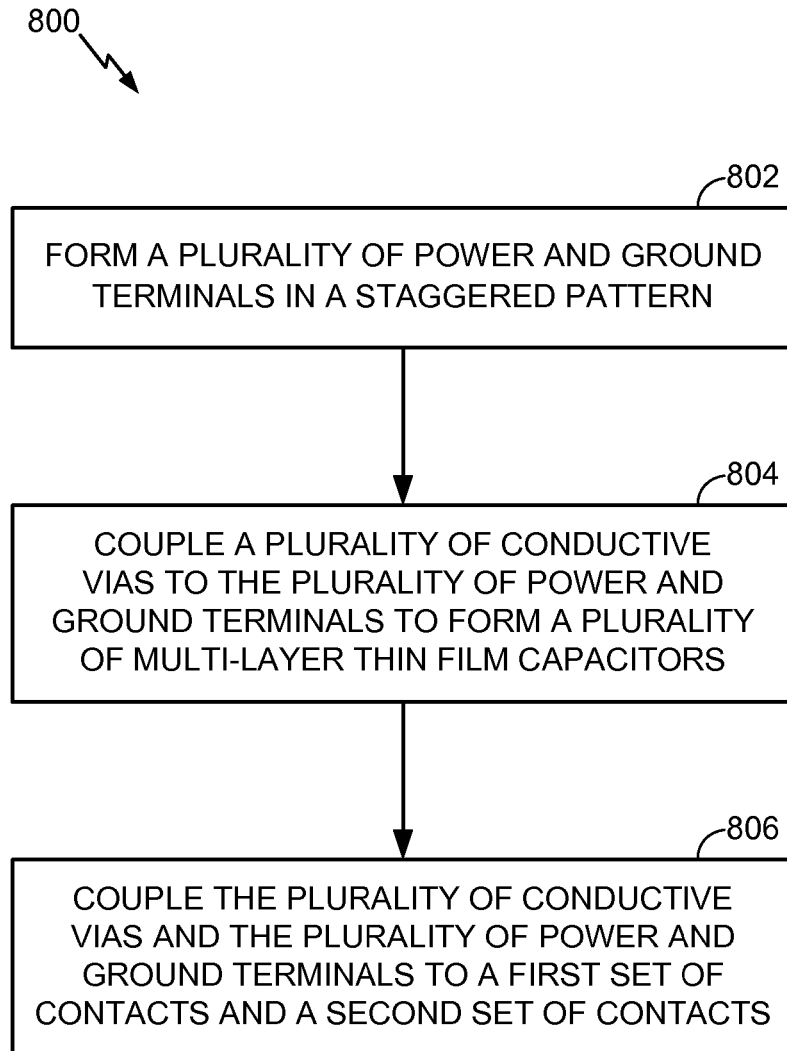 800
802
FORM A PLURALITY OF POWER AND GROUND
TERMINALS IN A STAGGERED PATTERN
804
COUPLE A PLURALITY OF CONDUCTIVE
VIAS TO THE PLURALITY OF POWER AND
GROUND TERMINALS TO FORM A PLURALITY
OF MULTI-LAYER THIN FILM CAPACITORS
806
COUPLE THE PLURALITY OF CONDUCTIVE
VIAS AND THE PLURALITY OF POWER AND
GROUND TERMINALS TO A FIRST SET OF
CONTACTS AND A SECOND SET OF CONTACTS